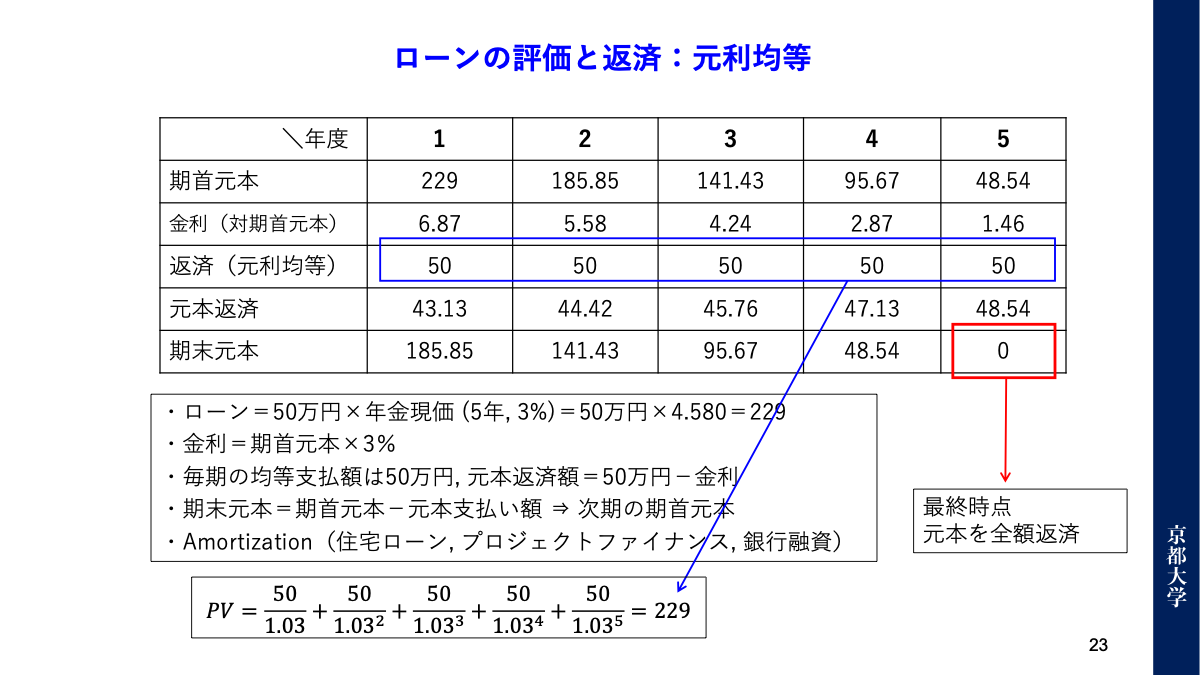 ローンの評価と返済：元利均等
＼年度 1 2 3 4 5
期首元本 229 185.85 141.43 95.67 48.54
金利（対期首元本） 6.87 5.58 4.24 2.87 1.46
返済（元利均等） 50 50 50 50 50
元本返済 43.13 44.42 45.76 47.13 48.54
期末元本 185.85 141.43 95.67 48.54 0
・ローン＝50万円×年金現価 (5年, 3%)＝50万円×4.580＝229
・金利＝期首元本×3%
・毎期の均等支払額は50万円, 元本返済額＝50万円－金利
・期末元本＝期首元本－元本支払い額 ⇒ 次期の期首元本
・Amortization（住宅ローン, プロジェクトファイナンス, 銀行融資）
最終時点
元本を全額返済
PV = 50/1.03 + 50/1.03² + 50/1.03³ + 50/1.03⁴ + 50/1.03⁵ = 229
京都大学
23